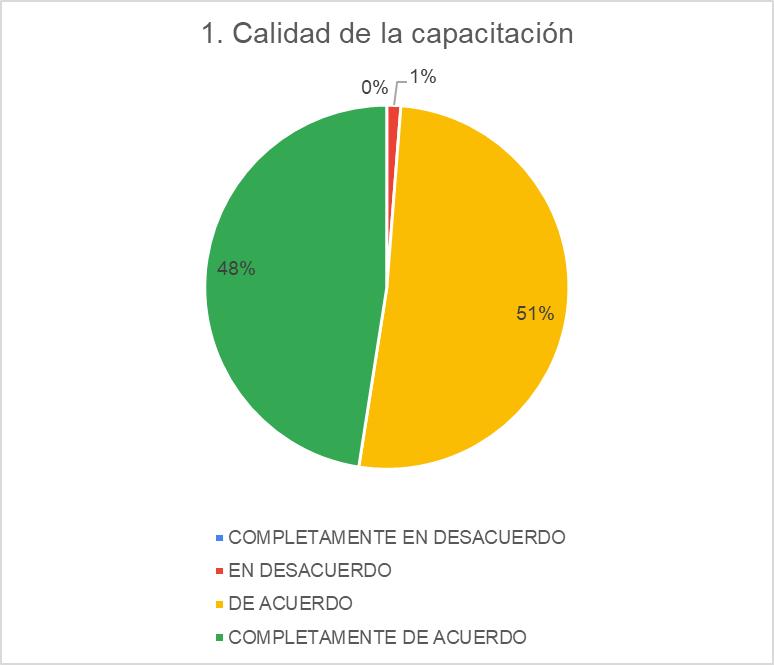 1. Calidad de la capacitación
0%
1%
48%
51%
COMPLETAMENTE EN DESACUERDO
EN DESACUERDO
DE ACUERDO
COMPLETAMENTE DE ACUERDO